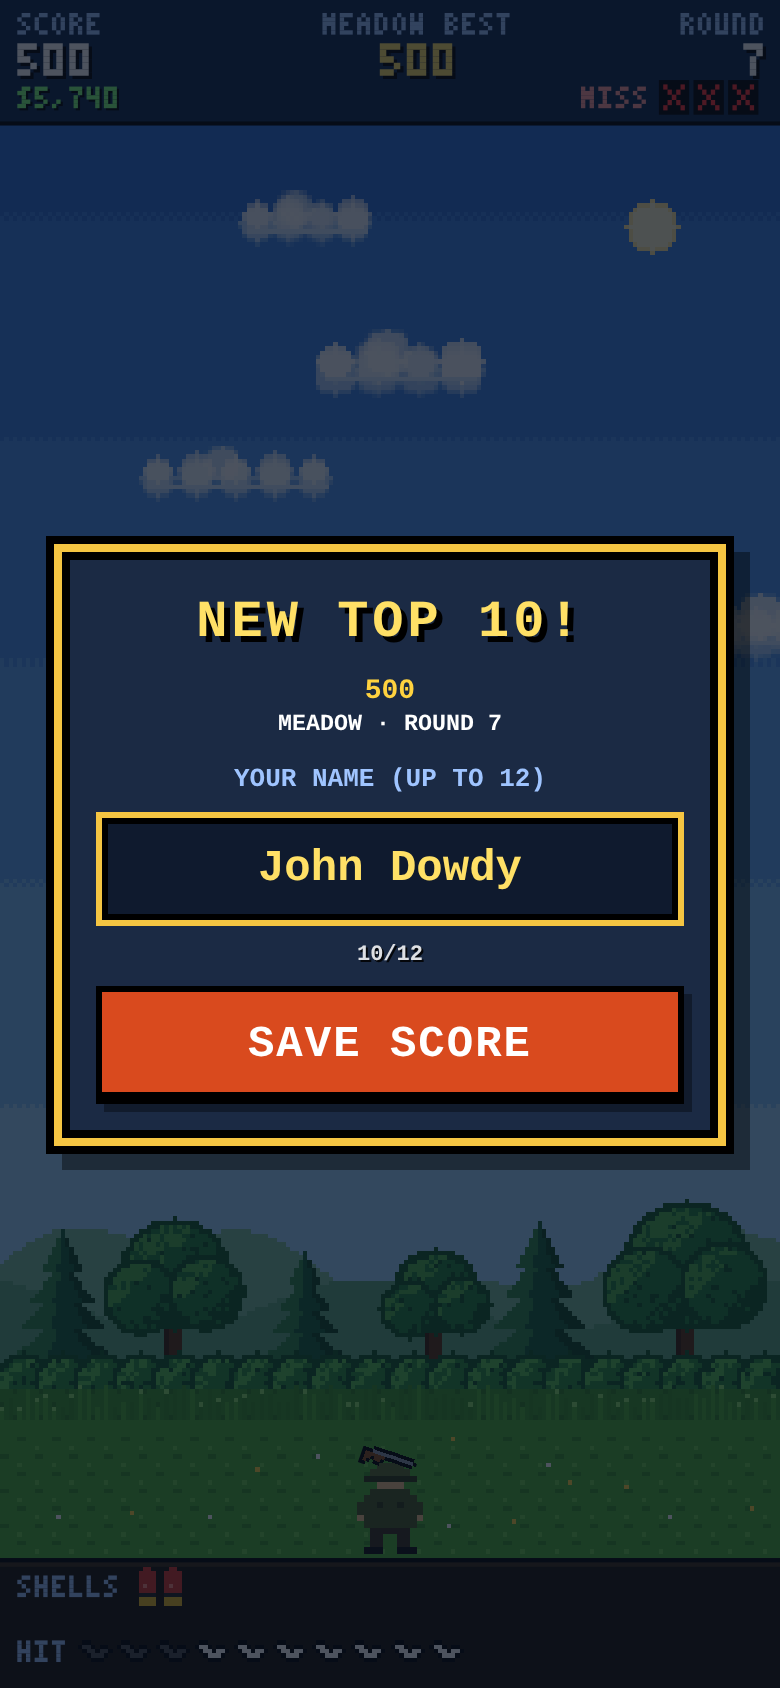 SCORE MEADOW BEST ROUND
500 500 7
$5,740 MISS X X X
NEW TOP 10!
500
MEADOW · ROUND 7
YOUR NAME (UP TO 12)
John Dowdy
10/12
SAVE SCORE
SHELLS
HIT